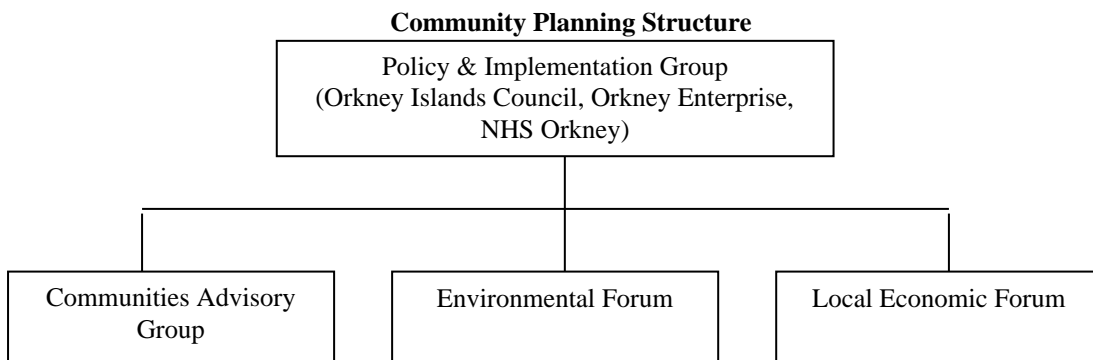 Community Planning Structure
Policy & Implementation Group
(Orkney Islands Council, Orkney Enterprise,
NHS Orkney)
Communities Advisory
Group
Environmental Forum
Local Economic Forum